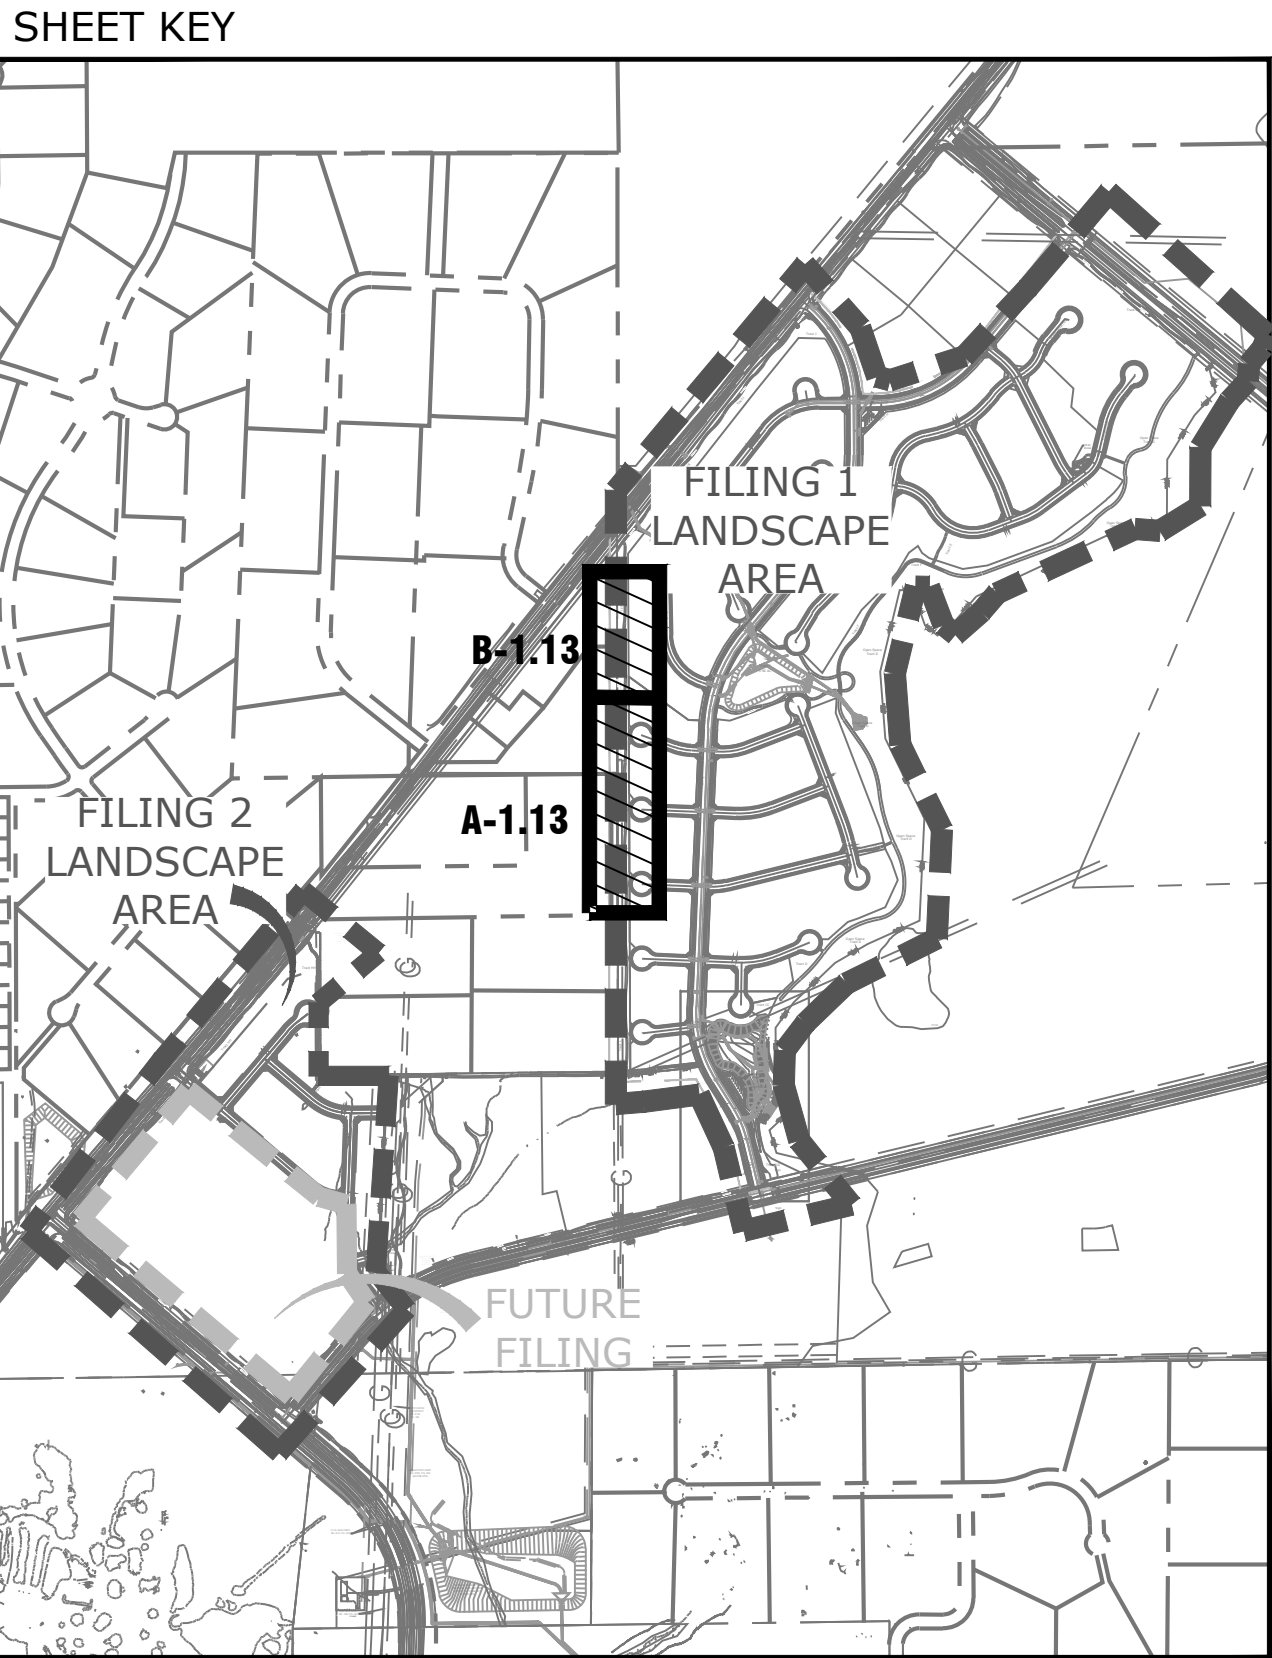 SHEET KEY
FILING 1
LANDSCAPE
AREA
B-1.13
A-1.13
FILING 2
LANDSCAPE
AREA
G
G
G
FUTURE
FILING
G
G
G
G